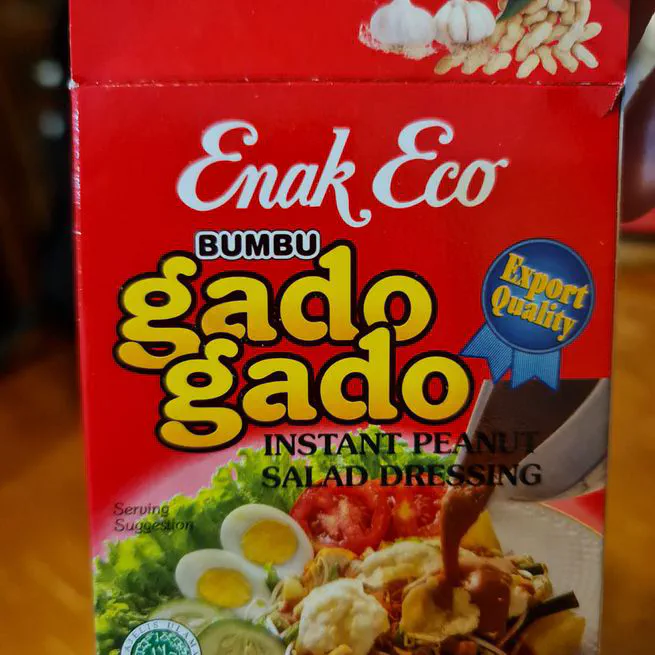 Enak Eco
BUMBU
gado
gado
Export
Quality
INSTANT PEANUT
SALAD DRESSING
Serving
Suggestion